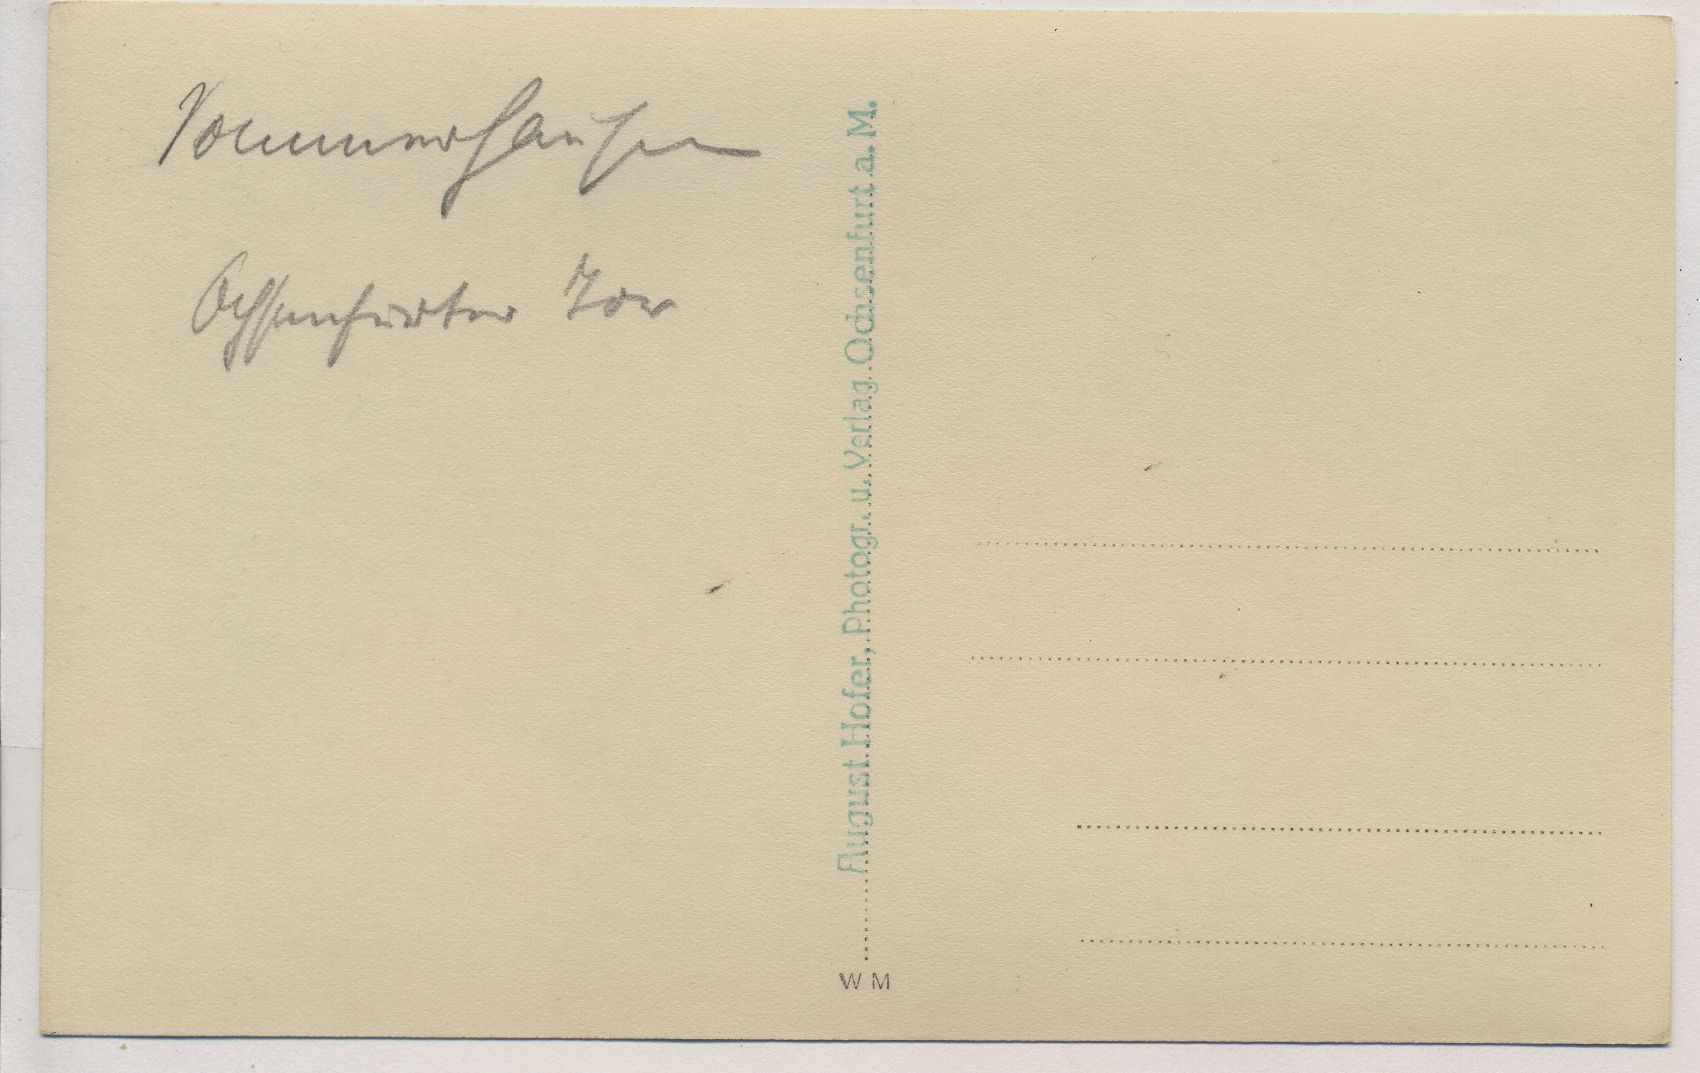 Sommerhausen
Ochsenfurter Tor
August Hofer, Photogr. u. Verlag Ochsenfurt a. M.
W M